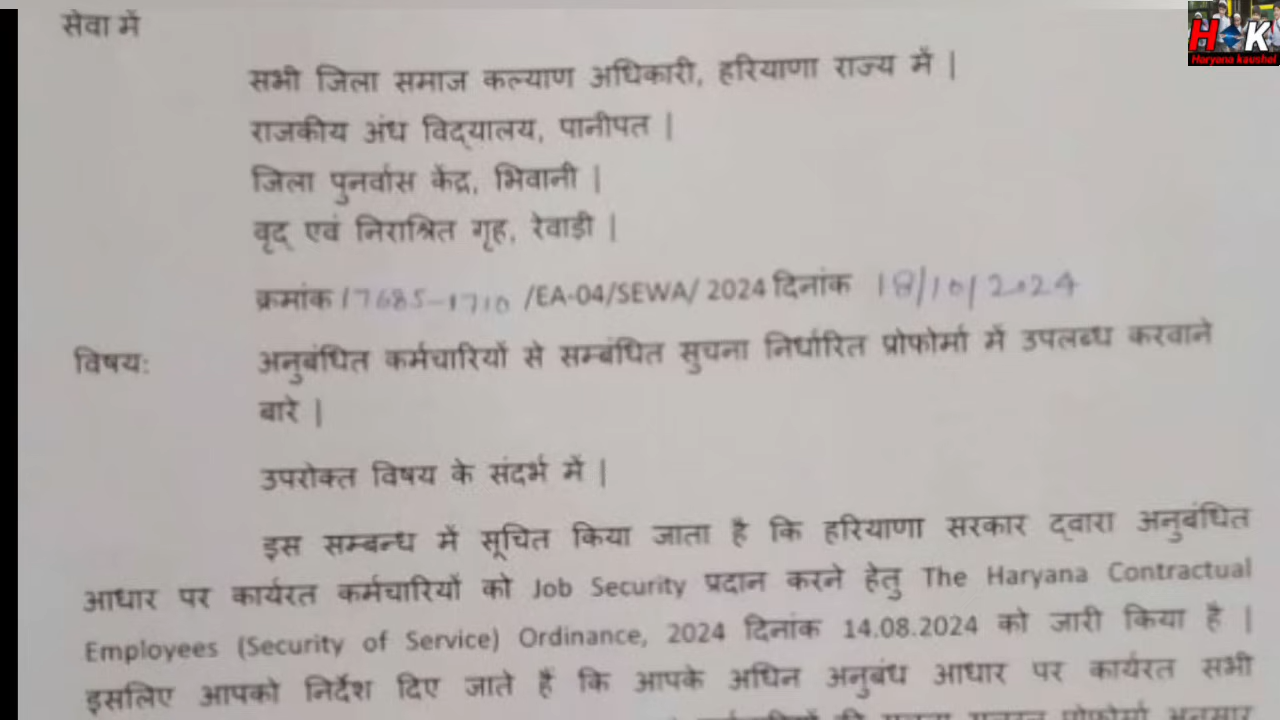 सेवा में
H K
Haryana kaushal
सभी जिला समाज कल्याण अधिकारी, हरियाणा राज्य में |
राजकीय अंध विद्यालय, पानीपत |
जिला पुनर्वास केंद्र, भिवानी |
वृद् एवं निराश्रित गृह, रेवाड़ी |
क्रमांक 17685-1710 /EA-04/SEWA/ 2024 दिनांक 18/10/2024
विषय: अनुबंधित कर्मचारियों से सम्बंधित सुचना निर्धारित प्रोफोर्मा में उपलब्ध करवाने
बारे |
उपरोक्त विषय के संदर्भ में |
इस सम्बन्ध में सूचित किया जाता है कि हरियाणा सरकार द्वारा अनुबंधित
आधार पर कार्यरत कर्मचारियों को Job Security प्रदान करने हेतु The Haryana Contractual
Employees (Security of Service) Ordinance, 2024 दिनांक 14.08.2024 को जारी किया है |
इसलिए आपको निर्देश दिए जाते हैं कि आपके अधिन अनुबंध आधार पर कार्यरत सभी